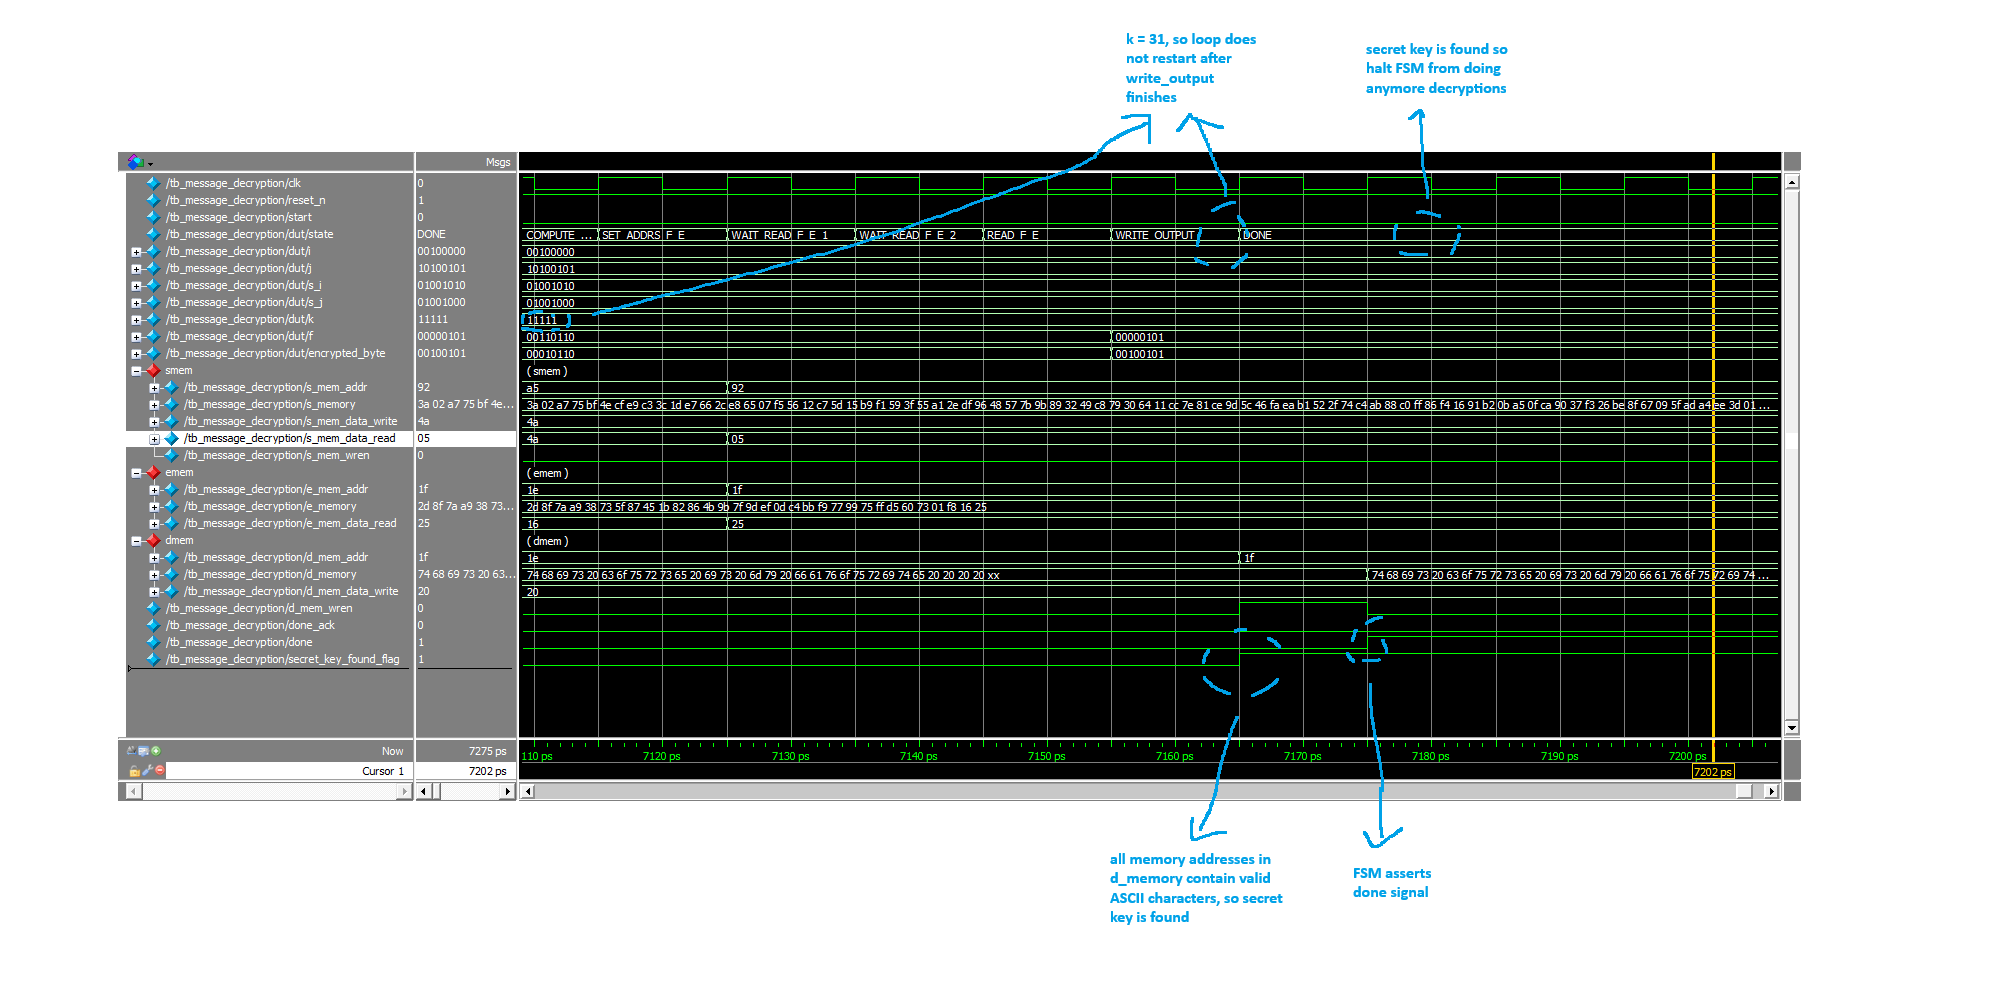 k = 31, so loop does
not restart after
write_output
finishes
secret key is found so
halt FSM from doing
anymore decryptions
Msgs
/tb_message_decryption/clk 0
/tb_message_decryption/reset_n 1
/tb_message_decryption/start 0
/tb_message_decryption/dut/state DONE COMPUTE ... SET_ADDRS_F_E WAIT_READ_F_E_1 WAIT_READ_F_E_2 READ_F_E WRITE_OUTPUT DONE
/tb_message_decryption/dut/i 00100000 00100000
/tb_message_decryption/dut/j 10100101 10100101
/tb_message_decryption/dut/s_i 01001010 01001010
/tb_message_decryption/dut/s_j 01001000 01001000
/tb_message_decryption/dut/k 11111 11111
/tb_message_decryption/dut/f 00000101 00110110 00000101
/tb_message_decryption/dut/encrypted_byte 00100101 00010110 00100101
smem ( smem )
/tb_message_decryption/s_mem_addr 92 a5 92
/tb_message_decryption/s_memory 3a 02 a7 75 bf 4e... 3a 02 a7 75 bf 4e cf e9 c3 3c 1d e7 66 2c e8 65 07 f5 56 12 c7 5d 15 b9 f1 59 3f 55 a1 2e df 96 48 57 7b 9b 89 32 49 c8 79 30 64 11 cc 7e 81 ce 9d 5c 46 fa ea b1 52 2f 74 c4 ab 88 c0 ff 86 f4 16 91 b2 0b a5 0f ca 90 37 f3 26 be 8f 67 09 5f ad a4 ee 3d 01 ...
/tb_message_decryption/s_mem_data_write 4a 4a
/tb_message_decryption/s_mem_data_read 05 4a 05
/tb_message_decryption/s_mem_wren 0
emem ( emem )
/tb_message_decryption/e_mem_addr 1f 1e 1f
/tb_message_decryption/e_memory 2d 8f 7a a9 38 73... 2d 8f 7a a9 38 73 5f 87 45 1b 82 86 4b 9b 7f 9d ef 0d c4 bb f9 77 99 75 ff d5 60 73 01 f8 16 25
/tb_message_decryption/e_mem_data_read 25 16 25
dmem ( dmem )
/tb_message_decryption/d_mem_addr 1f 1e 1f
/tb_message_decryption/d_memory 74 68 69 73 20 63... 74 68 69 73 20 63 6f 75 72 73 65 20 69 73 20 6d 79 20 66 61 76 6f 75 72 69 74 65 20 20 20 20 xx 74 68 69 73 20 63 6f 75 72 73 65 20 69 73 20 6d 79 20 66 61 76 6f 75 72 69 74 ...
/tb_message_decryption/d_mem_data_write 20 20
/tb_message_decryption/d_mem_wren 0
/tb_message_decryption/done_ack 0
/tb_message_decryption/done 1
/tb_message_decryption/secret_key_found_flag 1
Now 7275 ps 110 ps 7120 ps 7130 ps 7140 ps 7150 ps 7160 ps 7170 ps 7180 ps 7190 ps 7200 ps
Cursor 1 7202 ps 7202 ps
all memory addresses in
d_memory contain valid
ASCII characters, so secret
key is found
FSM asserts
done signal